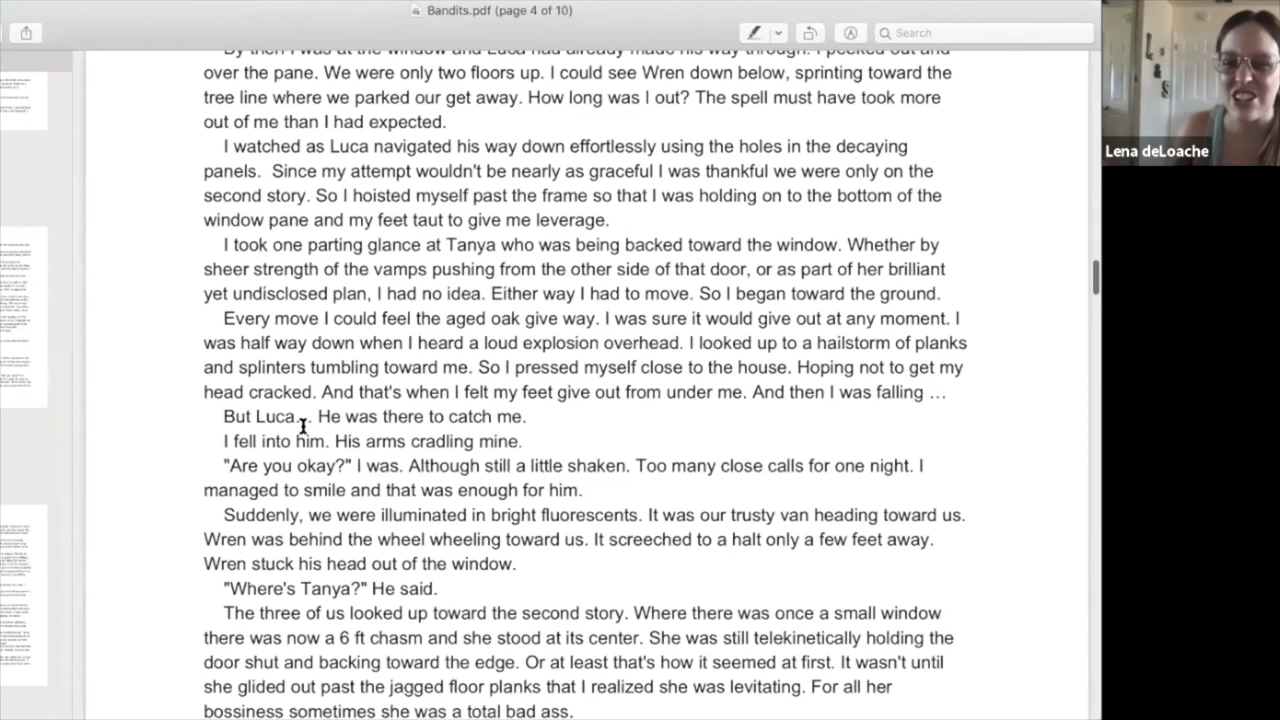 Bandits.pdf (page 4 of 10)
Search
By then I was at the window and Luca had already made his way through. I peeked out and
over the pane. We were only two floors up. I could see Wren down below, sprinting toward the
tree line where we parked our get away. How long was I out? The spell must have took more
out of me than I had expected.
I watched as Luca navigated his way down effortlessly using the holes in the decaying
panels. Since my attempt wouldn't be nearly as graceful I was thankful we were only on the
second story. So I hoisted myself past the frame so that I was holding on to the bottom of the
window pane and my feet taut to give me leverage.
I took one parting glance at Tanya who was being backed toward the window. Whether by
sheer strength of the vamps pushing from the other side of that door, or as part of her brilliant
yet undisclosed plan, I had no idea. Either way I had to move. So I began toward the ground.
Every move I could feel the aged oak give way. I was sure it would give out at any moment. I
was half way down when I heard a loud explosion overhead. I looked up to a hailstorm of planks
and splinters tumbling toward me. So I pressed myself close to the house. Hoping not to get my
head cracked. And that's when I felt my feet give out from under me. And then I was falling …
But Luca… He was there to catch me.
I fell into him. His arms cradling mine.
"Are you okay?" I was. Although still a little shaken. Too many close calls for one night. I
managed to smile and that was enough for him.
Suddenly, we were illuminated in bright fluorescents. It was our trusty van heading toward us.
Wren was behind the wheel wheeling toward us. It screeched to a halt only a few feet away.
Wren stuck his head out of the window.
"Where's Tanya?" He said.
The three of us looked up toward the second story. Where there was once a small window
there was now a 6 ft chasm and she stood at its center. She was still telekinetically holding the
door shut and backing toward the edge. Or at least that's how it seemed at first. It wasn't until
she glided out past the jagged floor planks that I realized she was levitating. For all her
bossiness sometimes she was a total bad ass.
Lena deLoache